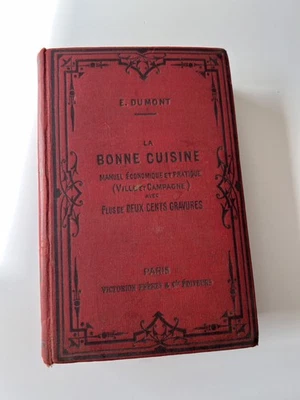 E. DUMONT
LA
BONNE CUISINE
MANUEL ÉCONOMIQUE ET PRATIQUE
(VILLE ET CAMPAGNE)
AVEC
PLUS DE DEUX CENTS GRAVURES
PARIS
VICTORION FRÈRES & Cie ÉDITEURS